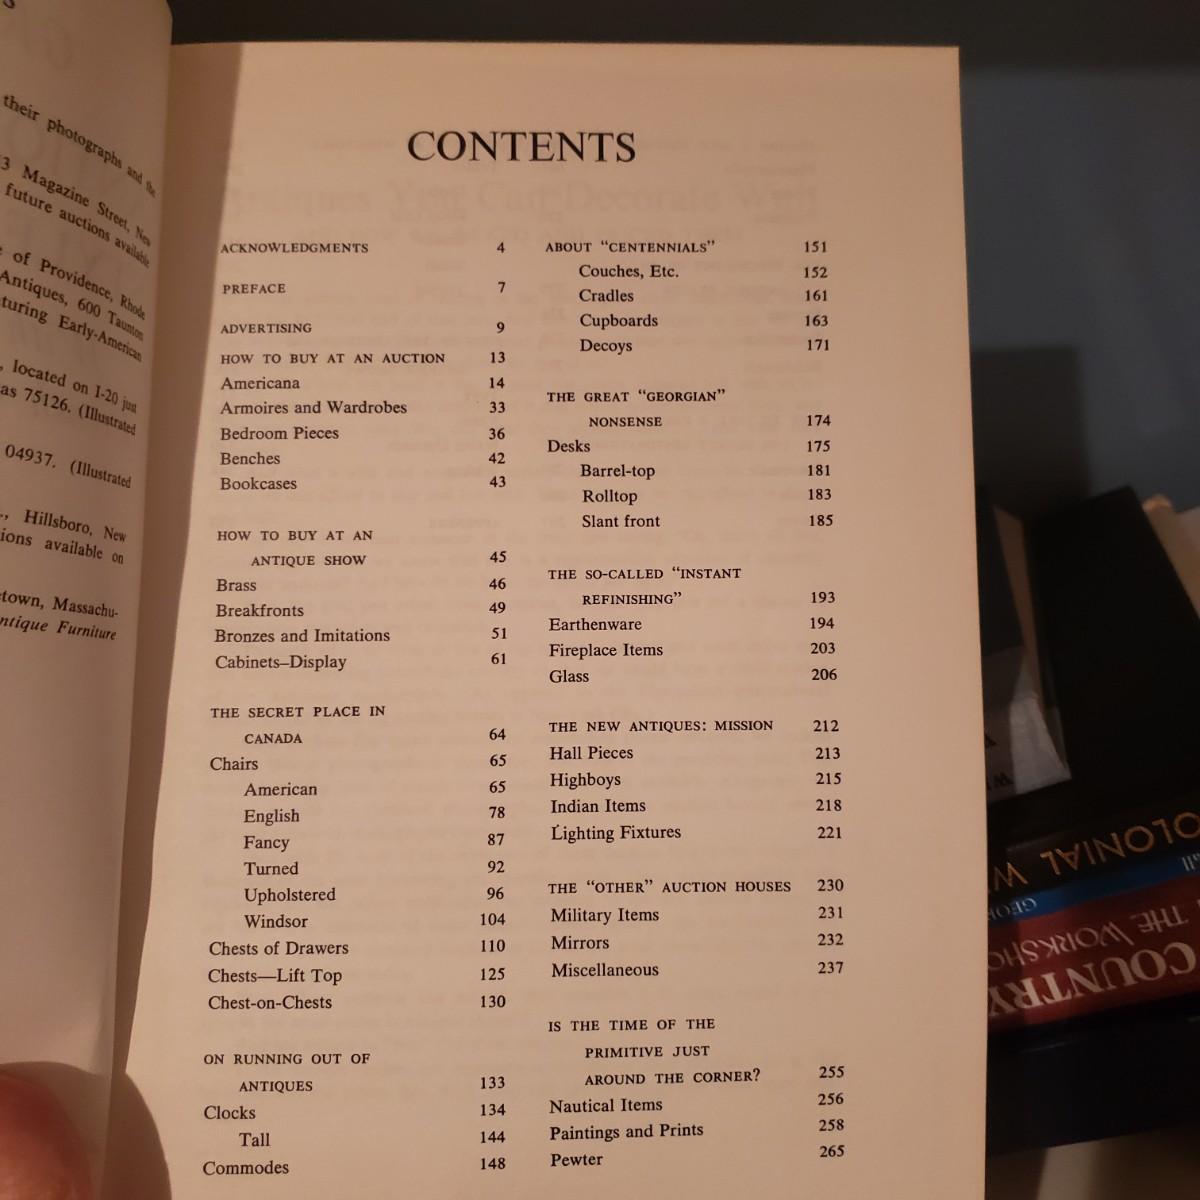 their photographs and the
3 Magazine Street, New
future auctions available
of Providence, Rhode
Antiques, 600 Taunton
turing Early-American
located on I-20 just
as 75126. (Illustrated
04937. (Illustrated
Hillsboro, New
ions available on
town, Massachu-
ntique Furniture
CONTENTS
ACKNOWLEDGMENTS 4
PREFACE 7
ADVERTISING 9
HOW TO BUY AT AN AUCTION 13
Americana 14
Armoires and Wardrobes 33
Bedroom Pieces 36
Benches 42
Bookcases 43
HOW TO BUY AT AN
ANTIQUE SHOW 45
Brass 46
Breakfronts 49
Bronzes and Imitations 51
Cabinets–Display 61
THE SECRET PLACE IN
CANADA 64
Chairs 65
American 65
English 78
Fancy 87
Turned 92
Upholstered 96
Windsor 104
Chests of Drawers 110
Chests—Lift Top 125
Chest-on-Chests 130
ON RUNNING OUT OF
ANTIQUES 133
Clocks 134
Tall 144
Commodes 148
ABOUT “CENTENNIALS” 151
Couches, Etc. 152
Cradles 161
Cupboards 163
Decoys 171
THE GREAT “GEORGIAN”
NONSENSE 174
Desks 175
Barrel-top 181
Rolltop 183
Slant front 185
THE SO-CALLED “INSTANT
REFINISHING” 193
Earthenware 194
Fireplace Items 203
Glass 206
THE NEW ANTIQUES: MISSION 212
Hall Pieces 213
Highboys 215
Indian Items 218
Lighting Fixtures 221
THE “OTHER” AUCTION HOUSES 230
Military Items 231
Mirrors 232
Miscellaneous 237
IS THE TIME OF THE
PRIMITIVE JUST
AROUND THE CORNER? 255
Nautical Items 256
Paintings and Prints 258
Pewter 265
OLONIAL W
GEOR
THE WORKSHO
COUNTRY